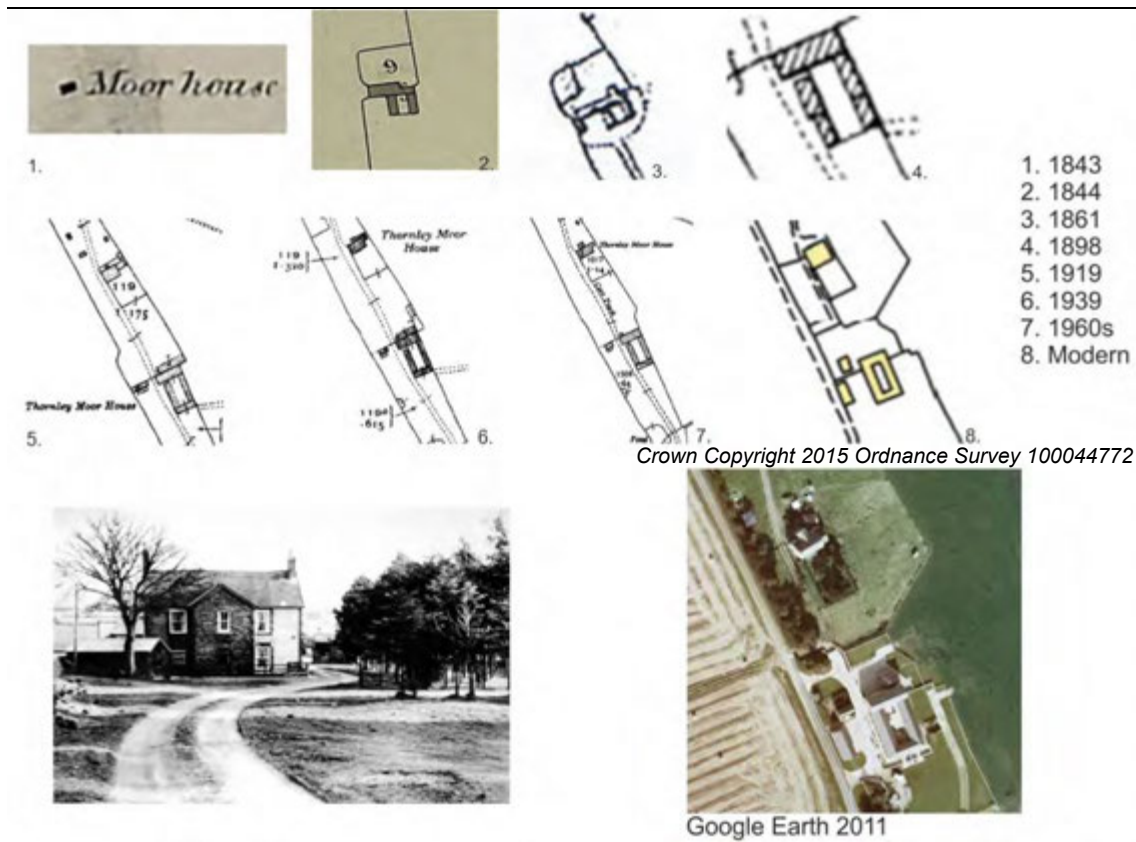 Moor house
1.
9
2.
3.
4.
1. 1843
2. 1844
3. 1861
4. 1898
5. 1919
6. 1939
7. 1960s
8. Modern
119
Thornley Moor House
5.
119
Thornley Moor
House
6.
Thornley Moor House
7.
8.
Crown Copyright 2015 Ordnance Survey 100044772
Google Earth 2011